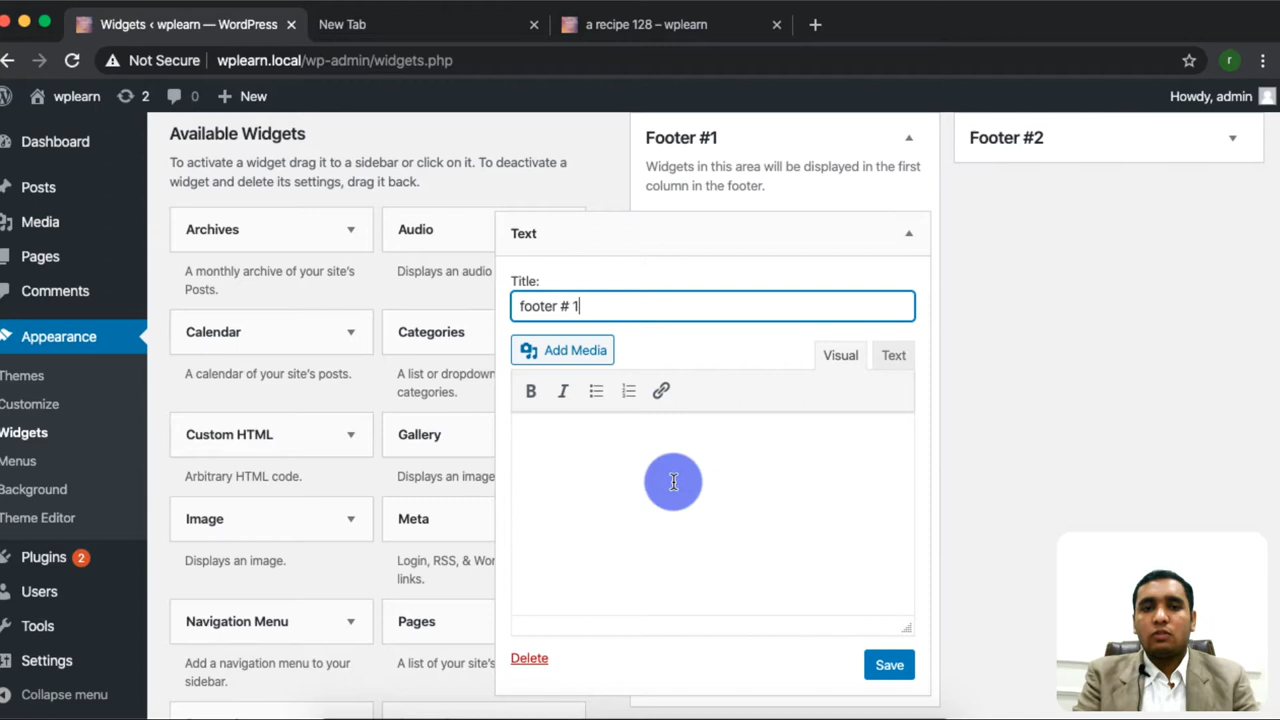 Widgets ‹ wplearn — WordPress
New Tab
a recipe 128 – wplearn
Not Secure
wplearn.local/wp-admin/widgets.php
r
wplearn
2
0
New
Howdy, admin
Dashboard
Posts
Media
Pages
Comments
Appearance
Themes
Customize
Widgets
Menus
Background
Theme Editor
Plugins 2
Users
Tools
Settings
Collapse menu
Available Widgets
To activate a widget drag it to a sidebar or click on it. To deactivate a
widget and delete its settings, drag it back.
Archives
A monthly archive of your site's
Posts.
Audio
Displays an audio
Calendar
A calendar of your site's posts.
Categories
A list or dropdown
categories.
Custom HTML
Arbitrary HTML code.
Gallery
Displays an image
Image
Displays an image.
Meta
Login, RSS, & Wor
links.
Navigation Menu
Add a navigation menu to your
sidebar.
Pages
A list of your site's
Footer #1
Widgets in this area will be displayed in the first
column in the footer.
Text
Title:
footer # 1
Add Media
Visual
Text
B I
Delete
Save
Footer #2